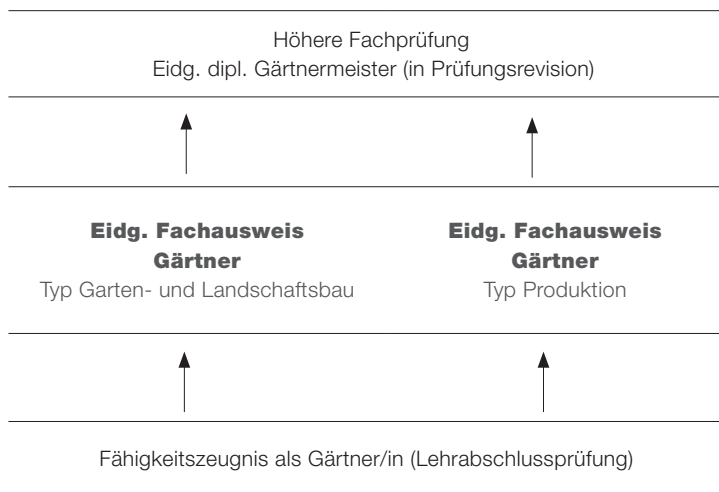 Höhere Fachprüfung
Eidg. dipl. Gärtnermeister (in Prüfungsrevision)
Eidg. Fachausweis
Gärtner
Typ Garten- und Landschaftsbau
Eidg. Fachausweis
Gärtner
Typ Produktion
Fähigkeitszeugnis als Gärtner/in (Lehrabschlussprüfung)